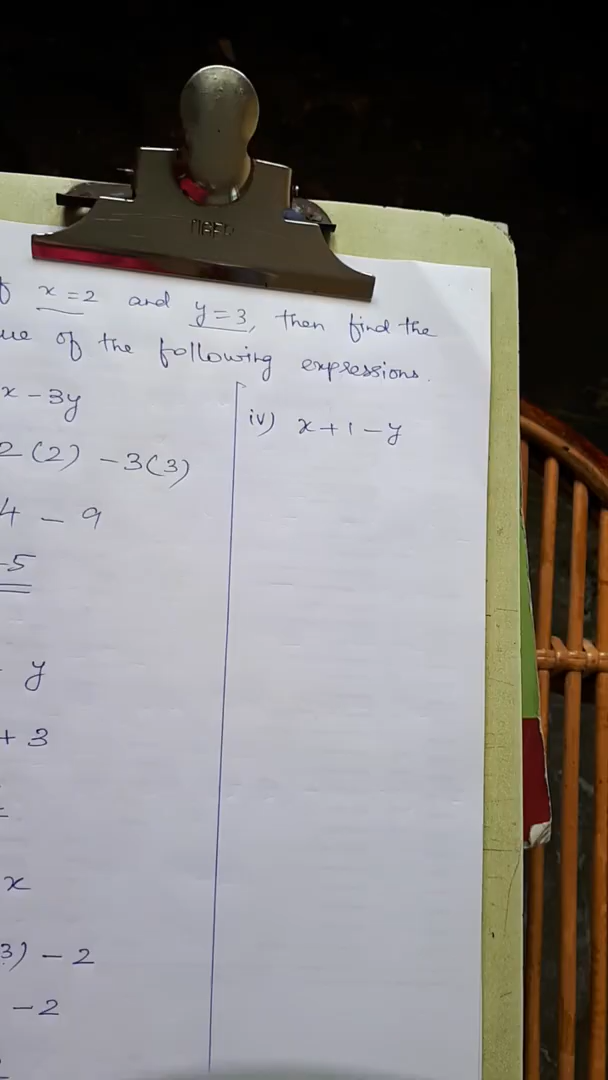 x = 2 and y = 3, then find the
of the following expressions.
x - 3y
2(2) - 3(3)
4 - 9
-5
y
+ 3
x
3) - 2
- 2
iv) x + 1 - y